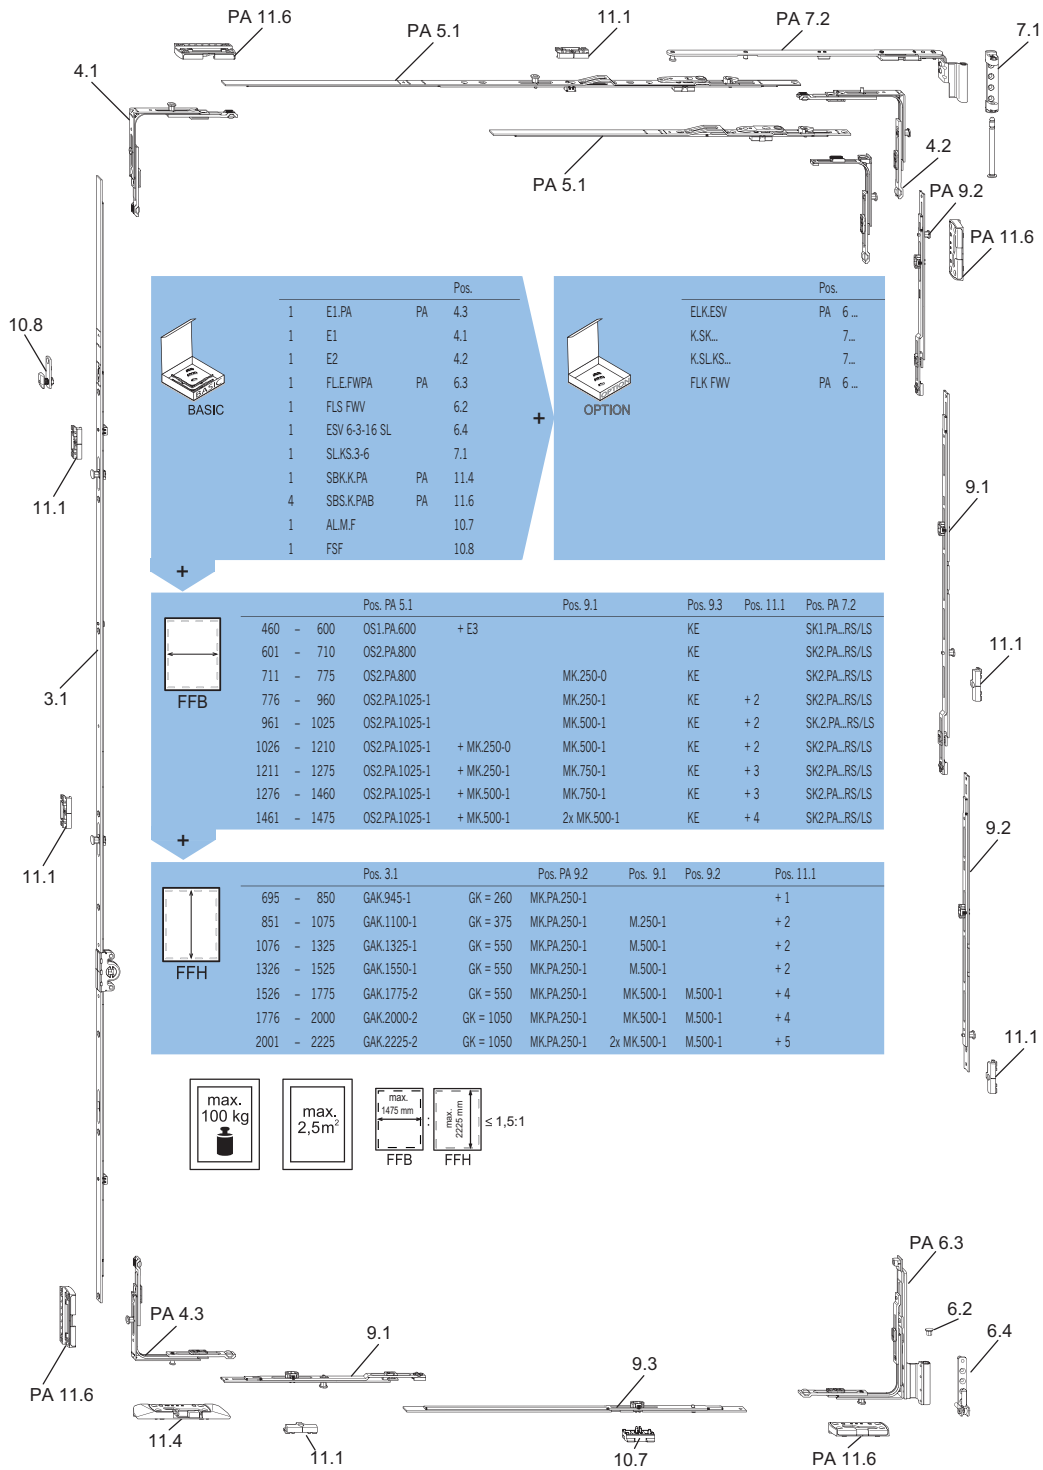 PA 11.6
PA 5.1
11.1
PA 7.2
7.1
4.1
4.2
PA 5.1
PA 9.2
PA 11.6
10.8
11.1
3.1
11.1
9.1
11.1
9.2
11.1
BASIC
BASIC
Pos.
1 E1.PA PA 4.3
1 E1 4.1
1 E2 4.2
1 FL.E.FWPA PA 6.3
1 FLS FWV 6.2
1 ESV 6-3-16 SL 6.4
1 SL.KS.3-6 7.1
1 SBK.K.PA PA 11.4
4 SBS.K.PAB PA 11.6
1 AL.M.F 10.7
1 FSF 10.8
+
OPTION
OPTION
Pos.
ELK.ESV PA 6 ...
K.SK... 7...
K.SL.KS... 7...
FLK FWV PA 6 ...
+
FFB
Pos. PA 5.1 Pos. 9.1 Pos. 9.3 Pos. 11.1 Pos. PA 7.2
460 – 600 OS1.PA.600 + E3 KE SK1.PA...RS/LS
601 – 710 OS2.PA.800 KE SK2.PA...RS/LS
711 – 775 OS2.PA.800 MK.250-0 KE SK2.PA...RS/LS
776 – 960 OS2.PA.1025-1 MK.250-1 KE + 2 SK2.PA...RS/LS
961 – 1025 OS2.PA.1025-1 MK.500-1 KE + 2 SK.2.PA...RS/LS
1026 – 1210 OS2.PA.1025-1 + MK.250-0 MK.500-1 KE + 2 SK2.PA...RS/LS
1211 – 1275 OS2.PA.1025-1 + MK.250-1 MK.750-1 KE + 3 SK2.PA...RS/LS
1276 – 1460 OS2.PA.1025-1 + MK.500-1 MK.750-1 KE + 3 SK2.PA...RS/LS
1461 – 1475 OS2.PA.1025-1 + MK.500-1 2x MK.500-1 KE + 4 SK2.PA...RS/LS
+
FFH
Pos. 3.1 Pos. PA 9.2 Pos. 9.1 Pos. 9.2 Pos. 11.1
695 – 850 GAK.945-1 GK = 260 MK.PA.250-1 + 1
851 – 1075 GAK.1100-1 GK = 375 MK.PA.250-1 M.250-1 + 2
1076 – 1325 GAK.1325-1 GK = 550 MK.PA.250-1 M.500-1 + 2
1326 – 1525 GAK.1550-1 GK = 550 MK.PA.250-1 M.500-1 + 2
1526 – 1775 GAK.1775-2 GK = 550 MK.PA.250-1 MK.500-1 M.500-1 + 4
1776 – 2000 GAK.2000-2 GK = 1050 MK.PA.250-1 MK.500-1 M.500-1 + 4
2001 – 2225 GAK.2225-2 GK = 1050 MK.PA.250-1 2x MK.500-1 M.500-1 + 5
max.
100 kg
max.
2,5m²
max.
1475 mm
FFB
:
max.
2225 mm
FFH
≤ 1,5:1
PA 4.3
PA 11.6
11.4
9.1
11.1
9.3
10.7
PA 6.3
6.2
6.4
PA 11.6